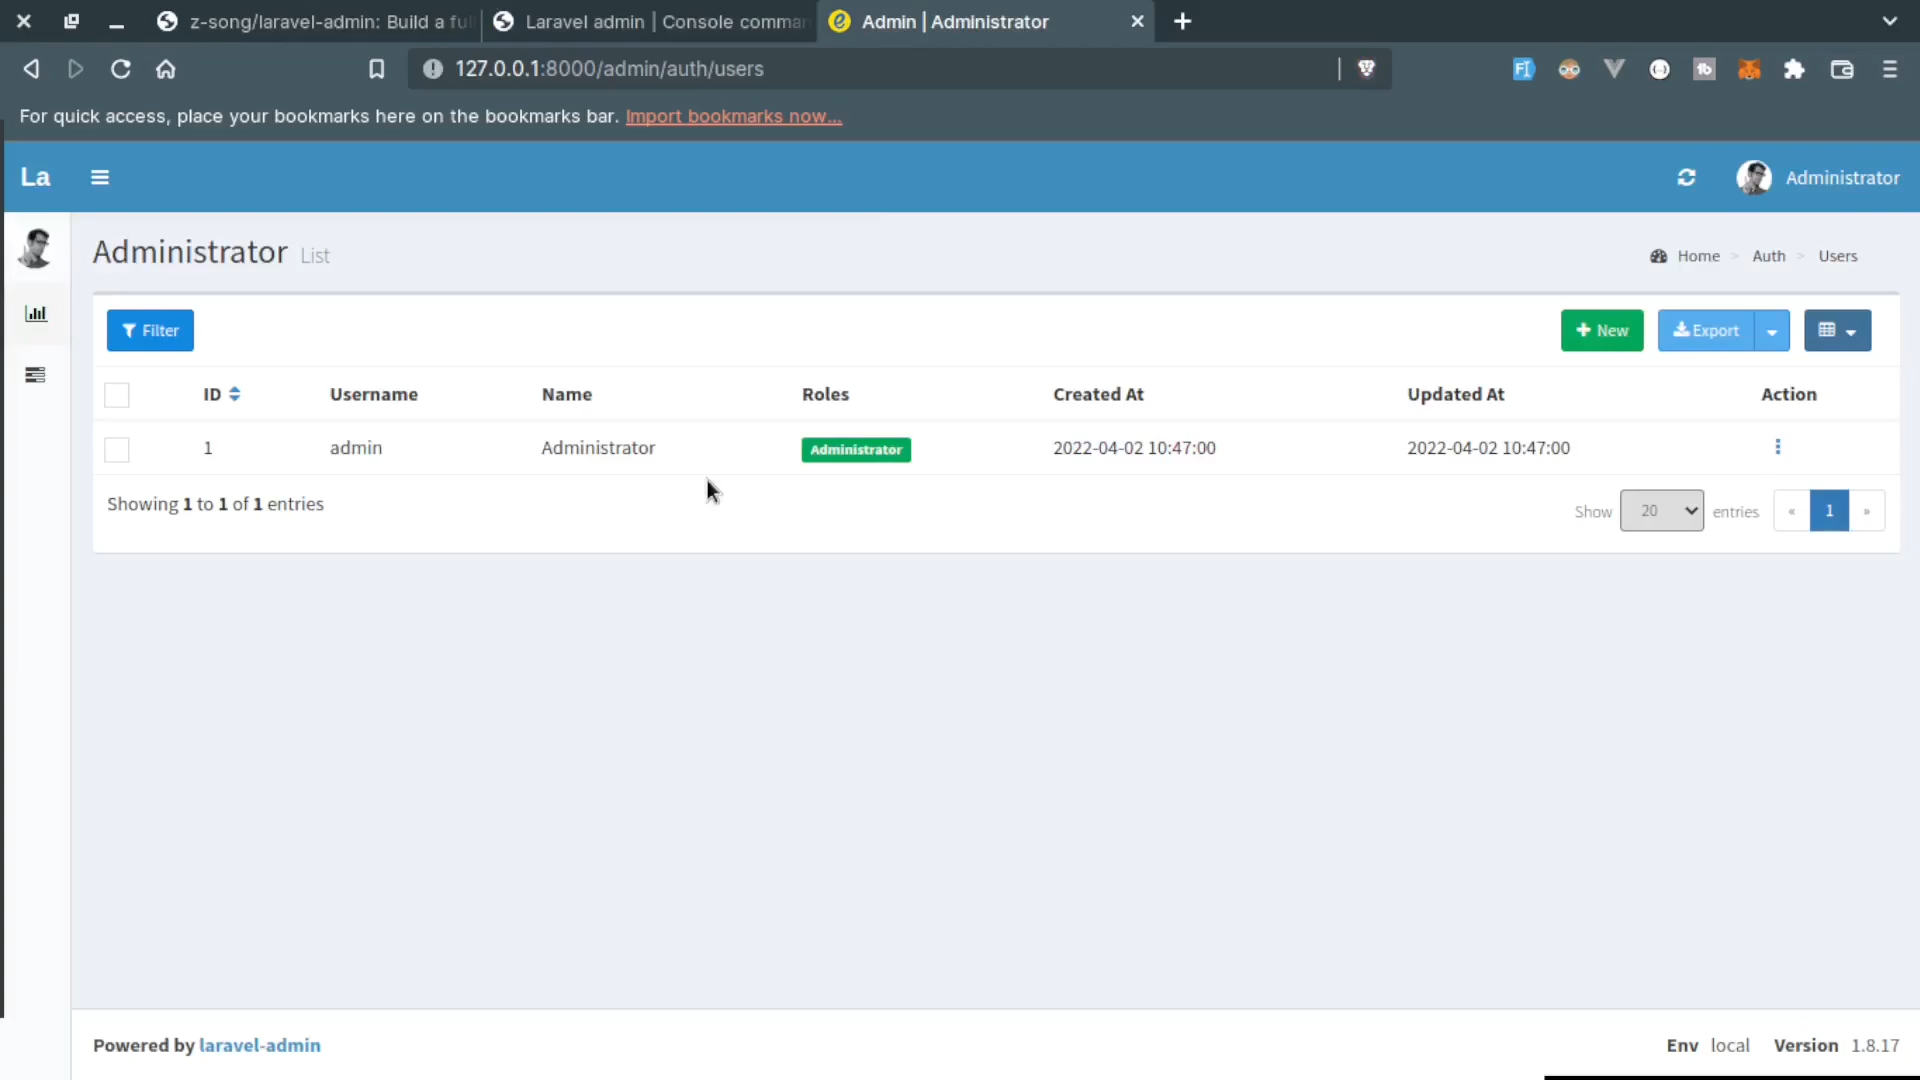 z-song/laravel-admin: Build a ful
Laravel admin | Console comman
Admin | Administrator
127.0.0.1:8000/admin/auth/users
For quick access, place your bookmarks here on the bookmarks bar. Import bookmarks now...
La
Administrator
Administrator List
Home > Auth > Users
Filter
New
Export
ID Username Name Roles Created At Updated At Action
1 admin Administrator Administrator 2022-04-02 10:47:00 2022-04-02 10:47:00
Showing 1 to 1 of 1 entries
Show 20 entries « 1 »
Powered by laravel-admin
Env local Version 1.8.17